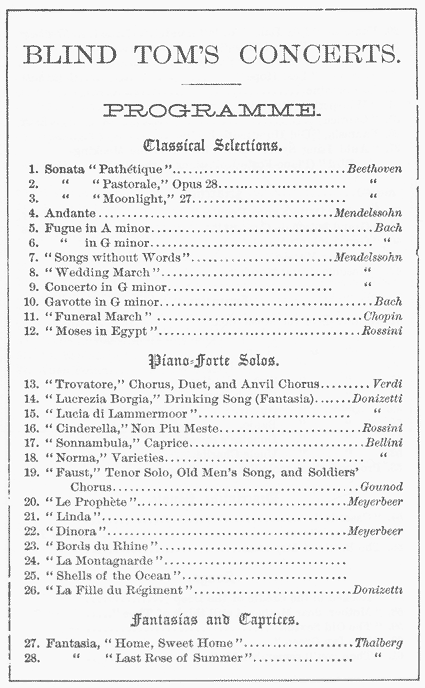 BLIND TOM'S CONCERTS.
PROGRAMME.
Classical Selections.
1. Sonata "Pathétique"........................Beethoven
2. " "Pastorale," Opus 28..................... "
3. " "Moonlight," 27........................... "
4. Andante.......................................Mendelssohn
5. Fugue in A minor.....................................Bach
6. " in G minor...................................... "
7. "Songs without Words".....................Mendelssohn
8. "Wedding March"............................. "
9. Concerto in G minor............................ "
10. Gavotte in G minor...................................Bach
11. "Funeral March"..................................Chopin
12. "Moses in Egypt"..................................Rossini
Piano-Forte Solos.
13. "Trovatore," Chorus, Duet, and Anvil Chorus.........Verdi
14. "Lucrezia Borgia," Drinking Song (Fantasia).......Donizetti
15. "Lucia di Lammermoor"............................ "
16. "Cinderella," Non Piu Meste........................Rossini
17. "Sonnambula," Caprice.............................Bellini
18. "Norma," Varieties.................................. "
19. "Faust," Tenor Solo, Old Men's Song, and Soldiers'
Chorus..........................................Gounod
20. "Le Prophète"..................................Meyerbeer
21. "Linda".......................................
22. "Dinora".......................................Meyerbeer
23. "Bords du Rhine"..............................
24. "La Montagnarde".............................
25. "Shells of the Ocean"..........................
26. "La Fille du Régiment"..........................Donizetti
Fantasias and Caprices.
27. Fantasia, "Home, Sweet Home"....................Thalberg
28. " "Last Rose of Summer"................. "